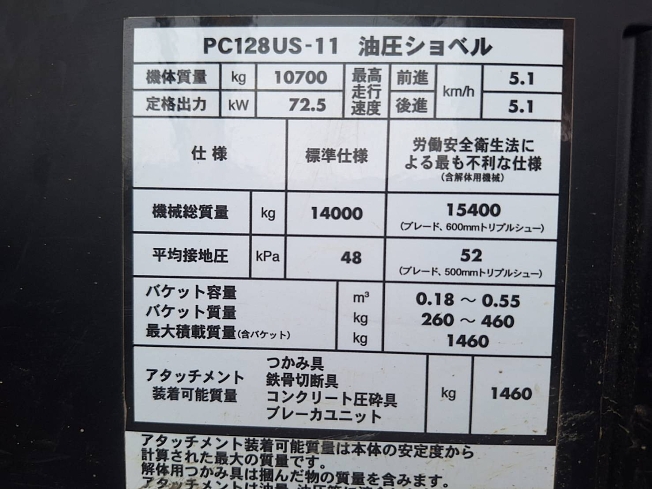 PC128US-11 油圧ショベル
機体質量 kg 10700 最高走行速度 前進 km/h 5.1
定格出力 kW 72.5 後進 5.1
仕様 標準仕様 労働安全衛生法による最も不利な仕様
(含解体用機械)
機械総質量 kg 14000 15400
(ブレード、600mmトリプルシュー)
平均接地圧 kPa 48 52
(ブレード、500mmトリプルシュー)
バケット容量 m³ 0.18 ～ 0.55
バケット質量 kg 260 ～ 460
最大積載質量(含バケット) kg 1460
アタッチメント装着可能質量 つかみ具 kg 1460
鉄骨切断具
コンクリート圧砕具
ブレーカユニット
アタッチメント装着可能質量は本体の安定度から
計算された最大の質量です。
解体用つかみ具は掴んだ物の質量を含みます。